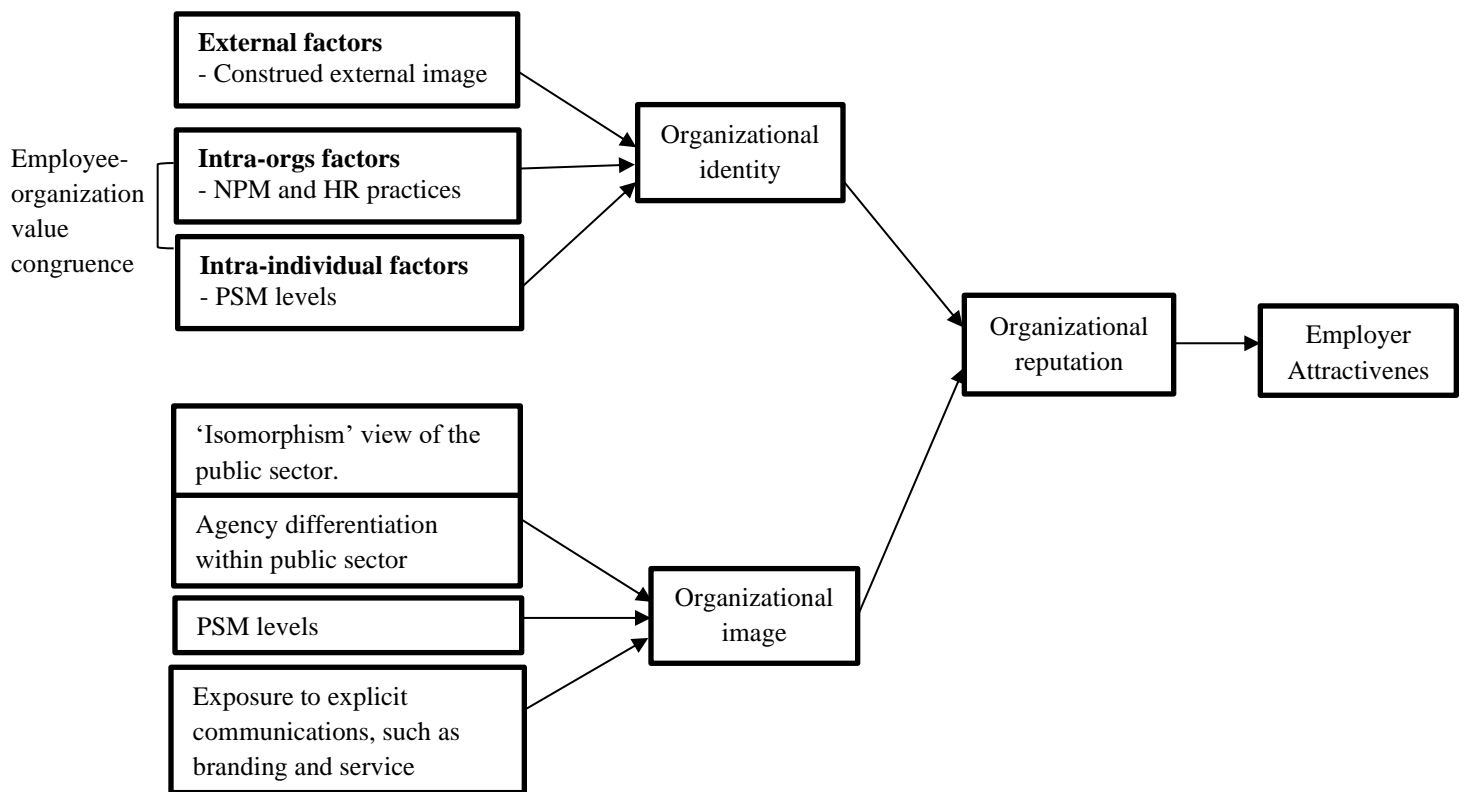 External factors
- Construed external image
Employee-
organization
value
congruence
Intra-orgs factors
- NPM and HR practices
Intra-individual factors
- PSM levels
Organizational
identity
Organizational
reputation
Employer
Attractivenes
‘Isomorphism’ view of the
public sector.
Agency differentiation
within public sector
PSM levels
Exposure to explicit
communications, such as
branding and service
Organizational
image